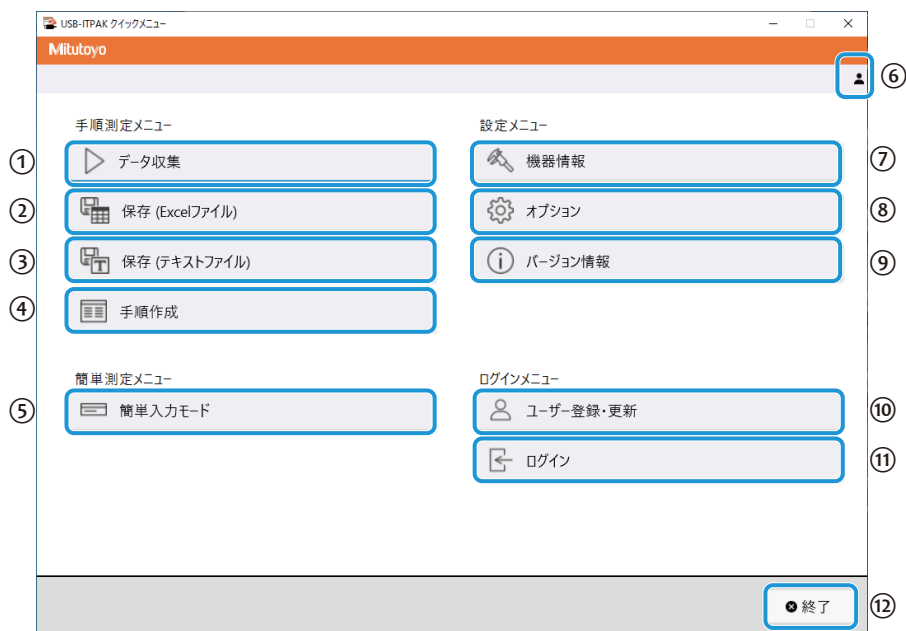 USB-ITPAK クイックメニュー
Mitutoyo
⑥
手順測定メニュー
① データ収集
② 保存 (Excelファイル)
③ 保存 (テキストファイル)
④ 手順作成
簡単測定メニュー
⑤ 簡単入力モード
設定メニュー
機器情報 ⑦
オプション ⑧
バージョン情報 ⑨
ログインメニュー
ユーザー登録・更新 ⑩
ログイン ⑪
終了 ⑫